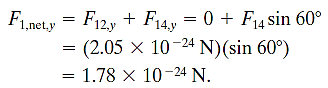 F1,net,y = F12,y + F14,y = 0 + F14 sin 60°
= (2.05 × 10−24 N)(sin 60°)
= 1.78 × 10−24 N.